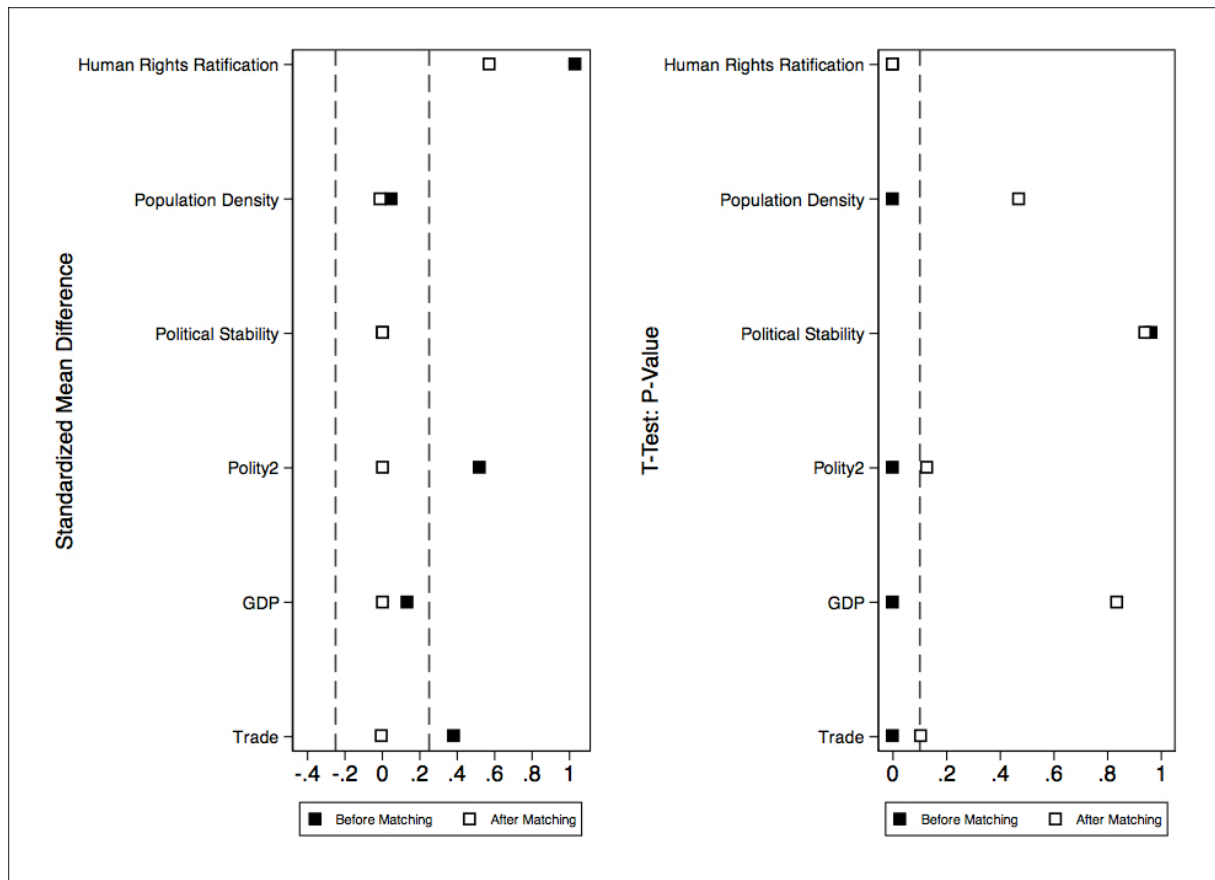 Standardized Mean Difference
Human Rights Ratification
Population Density
Political Stability
Polity2
GDP
Trade
-.4 -.2 0 .2 .4 .6 .8 1
Before Matching After Matching
T-Test: P-Value
Human Rights Ratification
Population Density
Political Stability
Polity2
GDP
Trade
0 .2 .4 .6 .8 1
Before Matching After Matching